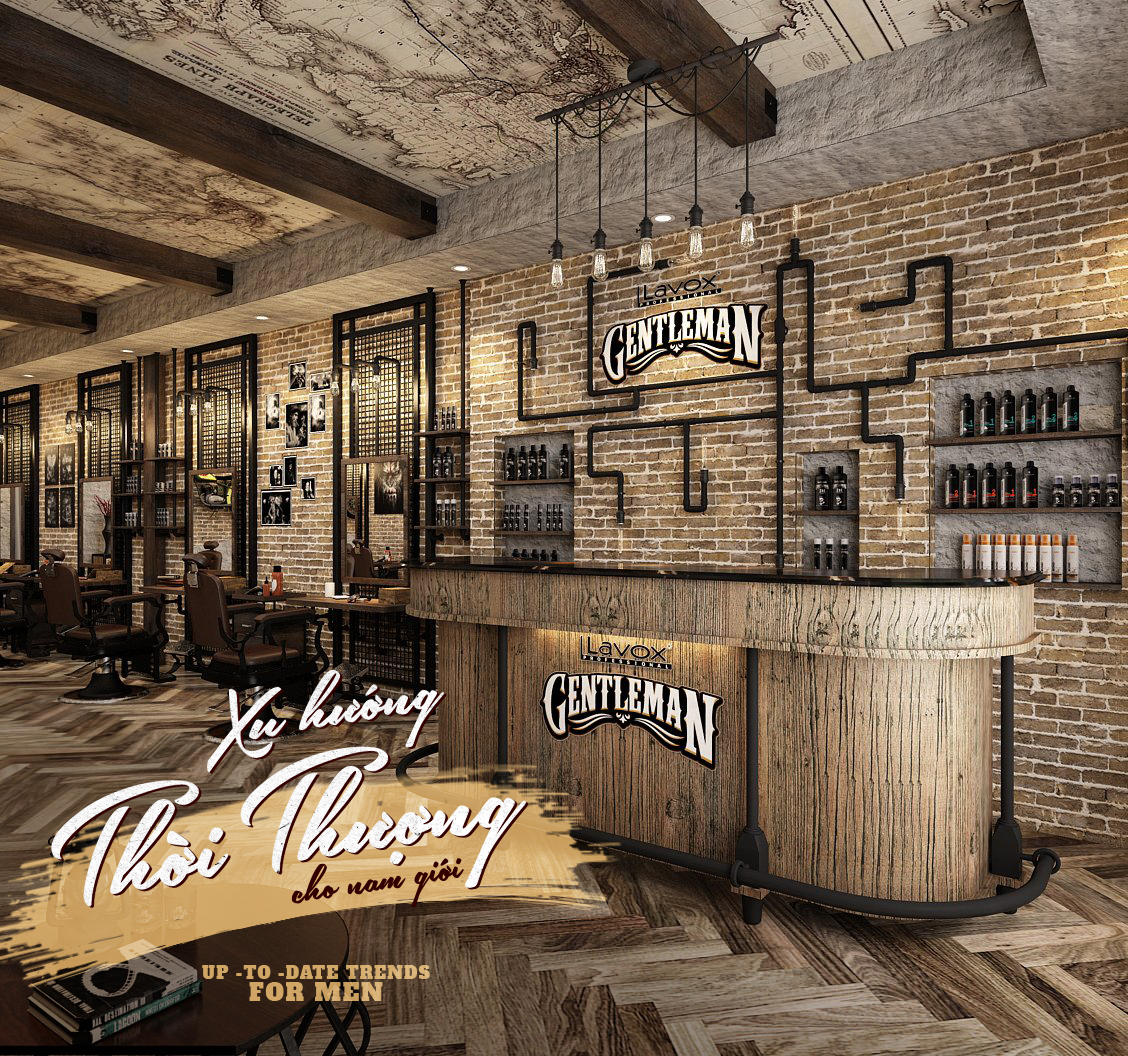 TELEGRAPH LINES
Lavox
PROFESSIONAL
GENTLEMAN
Lavox
PROFESSIONAL
GENTLEMAN
Xu hướng
Thời Thượng
cho nam giới
UP -TO -DATE TRENDS
FOR MEN
LAGOON